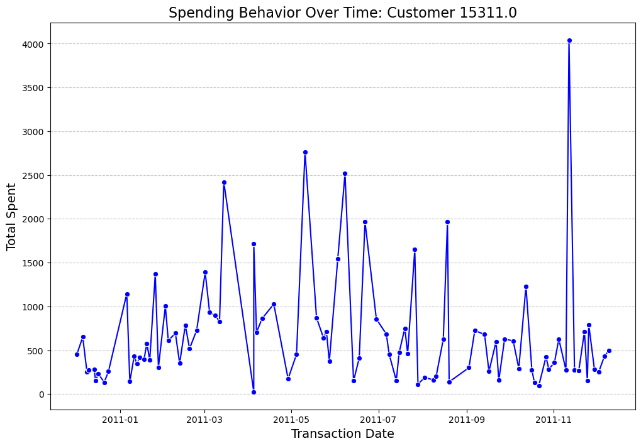 Spending Behavior Over Time: Customer 15311.0
Total Spent
4000
3500
3000
2500
2000
1500
1000
500
0
2011-01 2011-03 2011-05 2011-07 2011-09 2011-11
Transaction Date